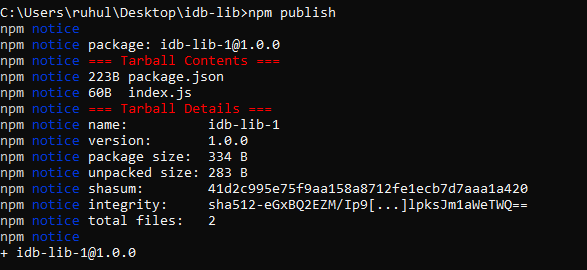 C:\Users\ruhul\Desktop\idb-lib>npm publish
npm notice
npm notice package: idb-lib-1@1.0.0
npm notice === Tarball Contents ===
npm notice 223B package.json
npm notice 60B  index.js
npm notice === Tarball Details ===
npm notice name:          idb-lib-1
npm notice version:       1.0.0
npm notice package size:  334 B
npm notice unpacked size: 283 B
npm notice shasum:        41d2c995e75f9aa158a8712fe1ecb7d7aaa1a420
npm notice integrity:     sha512-eGxBQ2EZM/Ip9[...]lpksJm1aWeTWQ==
npm notice total files:   2
npm notice
+ idb-lib-1@1.0.0